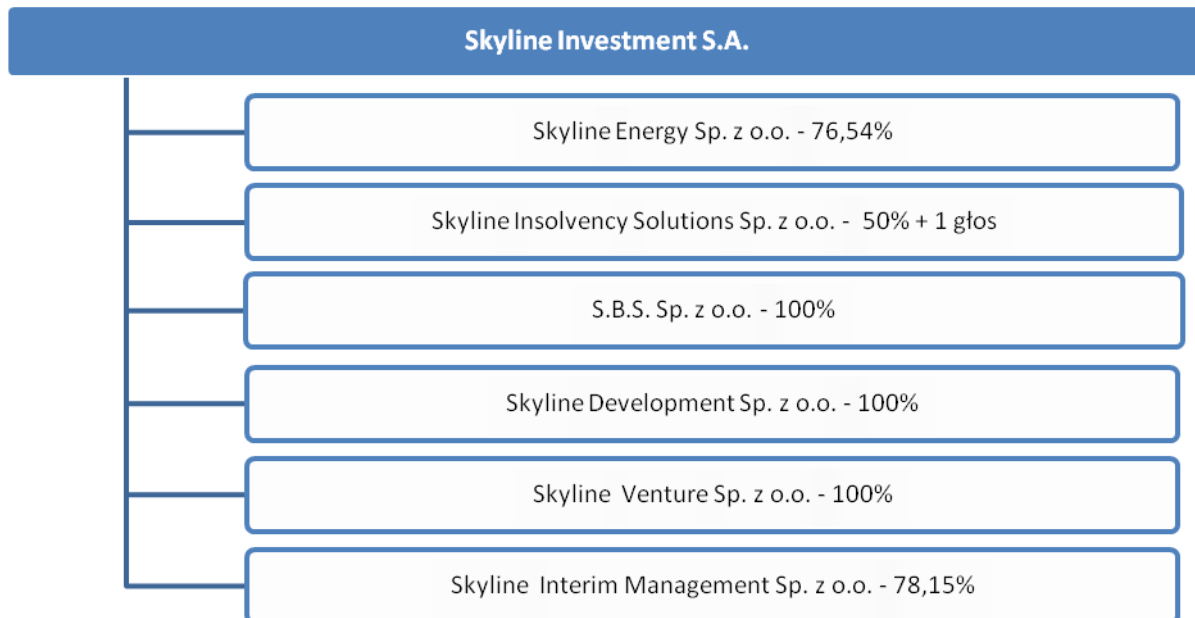 Skyline Investment S.A.
Skyline Energy Sp. z o.o. - 76,54%
Skyline Insolvency Solutions Sp. z o.o. -  50% + 1 głos
S.B.S. Sp. z o.o. - 100%
Skyline Development Sp. z o.o. - 100%
Skyline  Venture Sp. z o.o. - 100%
Skyline  Interim Management Sp. z o.o. - 78,15%